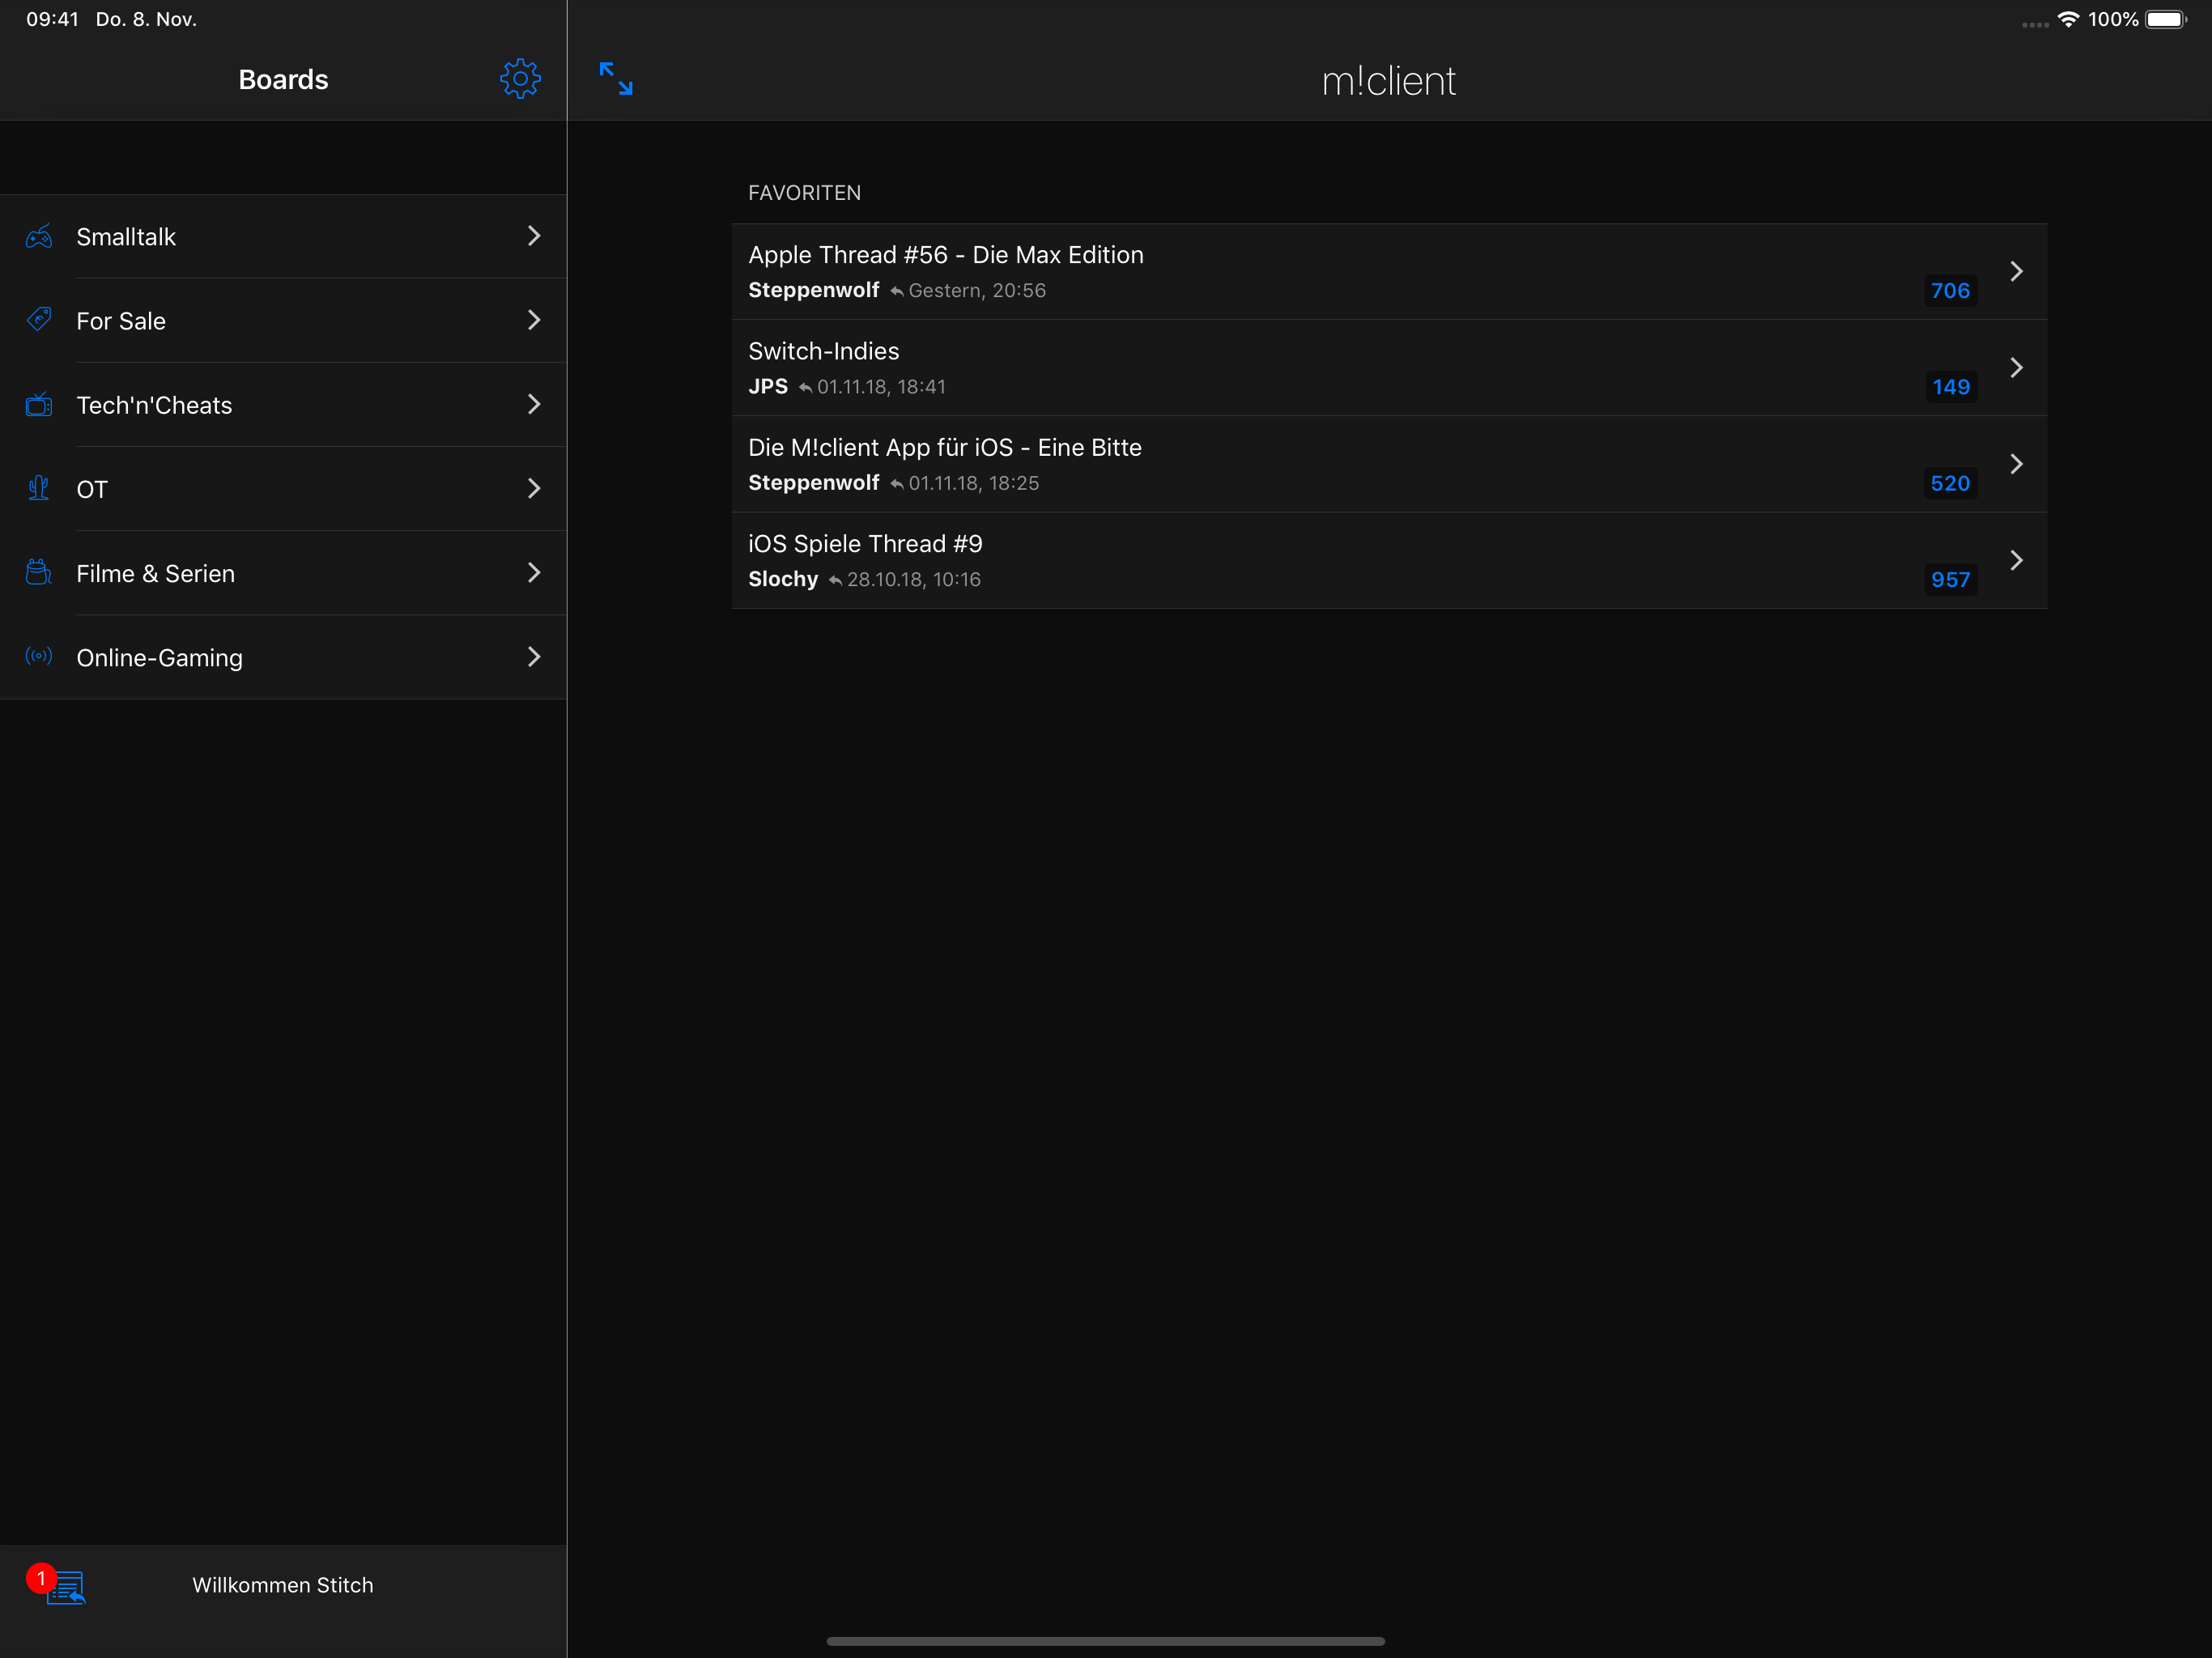 09:41 Do. 8. Nov.
100%
Boards
m!client
Smalltalk
For Sale
Tech'n'Cheats
OT
Filme & Serien
Online-Gaming
FAVORITEN
Apple Thread #56 - Die Max Edition
Steppenwolf Gestern, 20:56
706
Switch-Indies
JPS 01.11.18, 18:41
149
Die M!client App für iOS - Eine Bitte
Steppenwolf 01.11.18, 18:25
520
iOS Spiele Thread #9
Slochy 28.10.18, 10:16
957
1
Willkommen Stitch